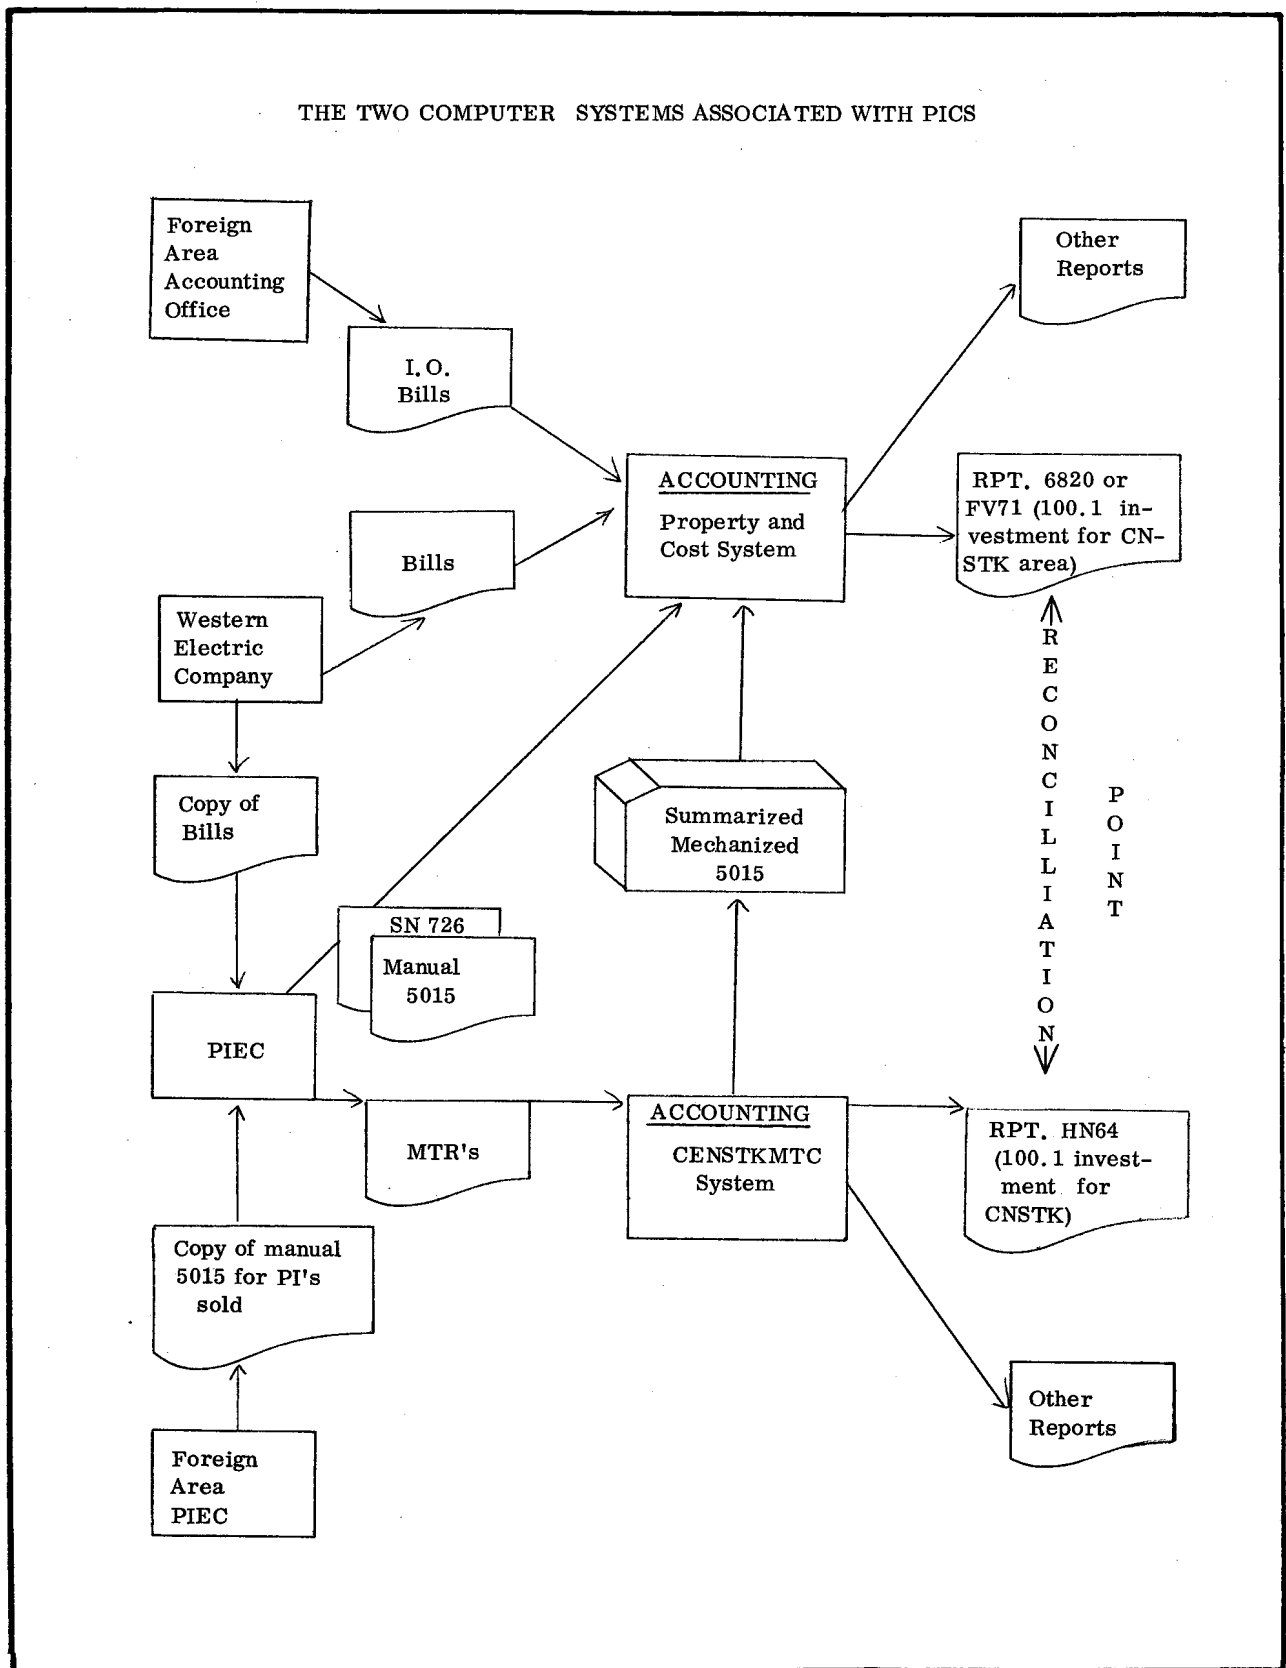 THE TWO COMPUTER SYSTEMS ASSOCIATED WITH PICS
Foreign
Area
Accounting
Office
I.O.
Bills
Other
Reports
ACCOUNTING
Property and
Cost System
RPT. 6820 or
FV71 (100.1 in-
vestment for CN-
STK area)
Bills
Western
Electric
Company
Copy of
Bills
Summarized
Mechanized
5015
RECONCILLIATION
POINT
SN 726
Manual
5015
PIEC
MTR's
ACCOUNTING
CENSTKMTC
System
RPT. HN64
(100.1 invest-
ment for
CNSTK)
Copy of manual
5015 for PI's
sold
Other
Reports
Foreign
Area
PIEC